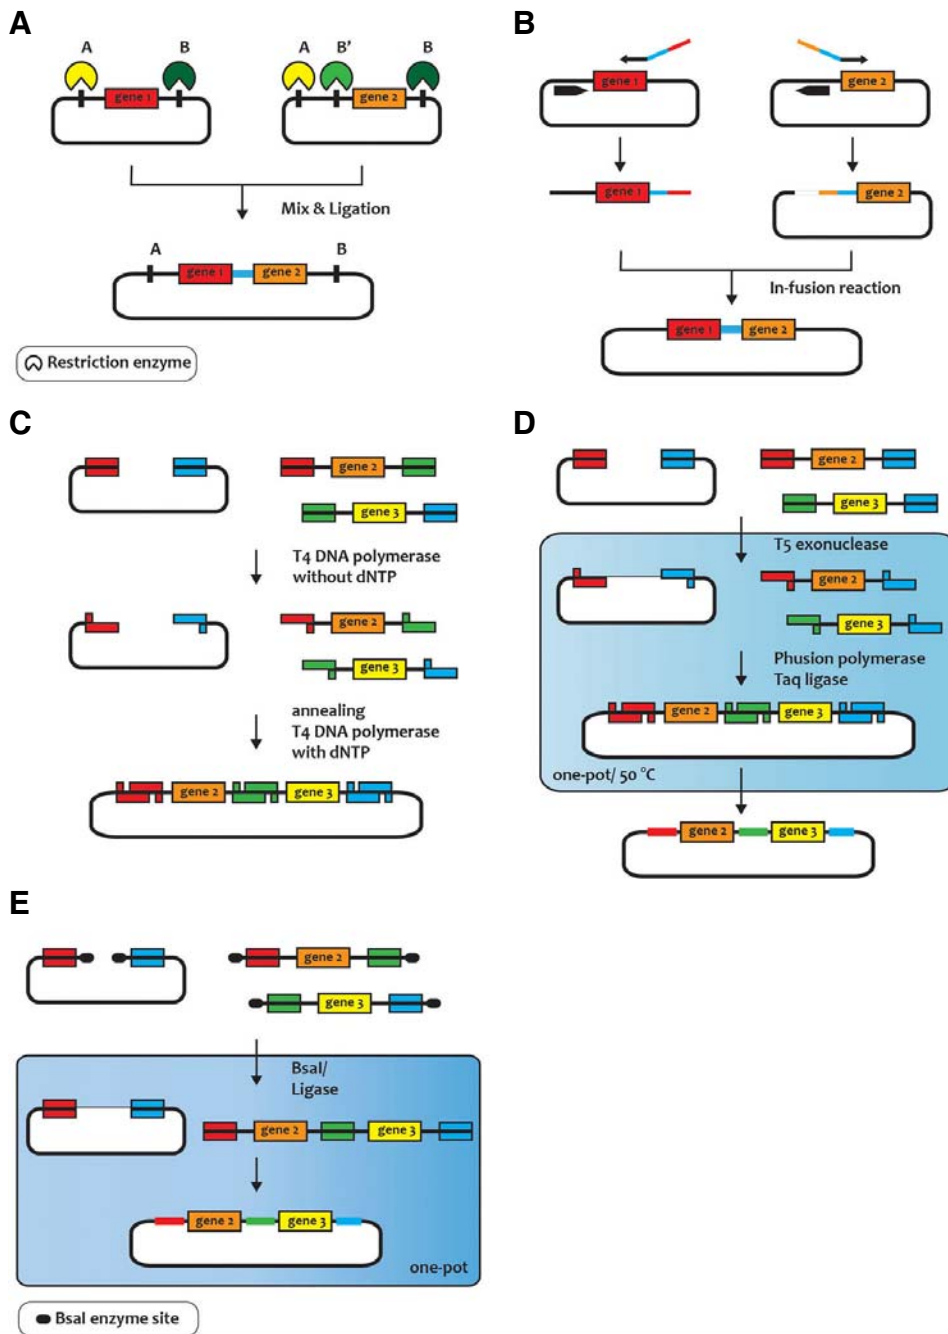 A
A
B
gene 1
A
B'
B
gene 2
Mix & Ligation
A
B
gene 1
gene 2
Restriction enzyme
B
gene 1
gene 2
gene 1
gene 2
In-fusion reaction
gene 1
gene 2
C
gene 2
gene 3
T4 DNA polymerase
without dNTP
gene 2
gene 3
annealing
T4 DNA polymerase
with dNTP
gene 2
gene 3
D
gene 2
gene 3
T5 exonuclease
gene 2
gene 3
Phusion polymerase
Taq ligase
gene 2
gene 3
one-pot/ 50 °C
gene 2
gene 3
E
gene 2
gene 3
BsaI/
Ligase
gene 2
gene 3
gene 2
gene 3
one-pot
BsaI enzyme site